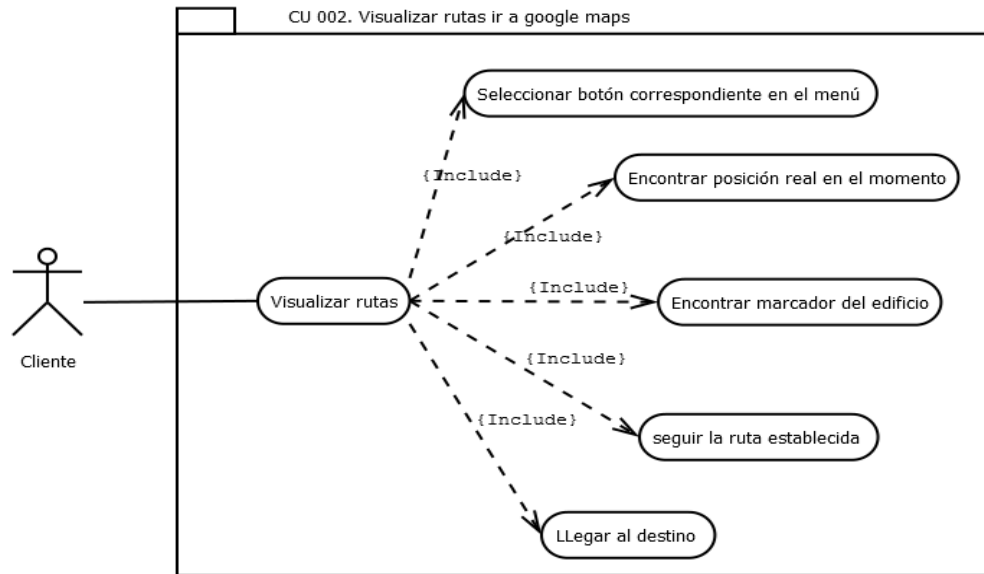 CU 002. Visualizar rutas ir a google maps
Seleccionar botón correspondiente en el menú
{Include}
Encontrar posición real en el momento
{Include}
{Include}
Visualizar rutas
Encontrar marcador del edificio
{Include}
Cliente
{Include}
seguir la ruta establecida
LLegar al destino